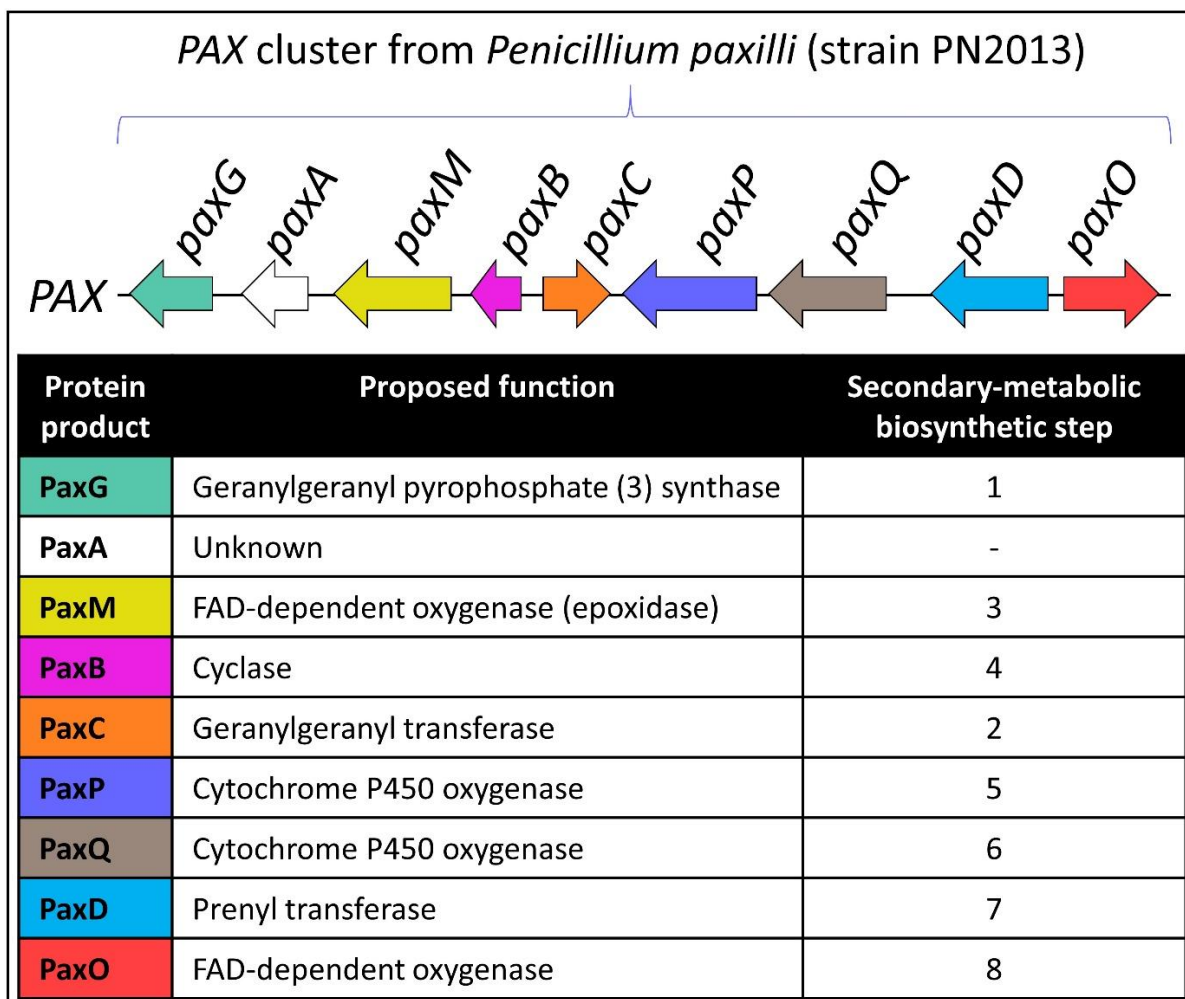 PAX cluster from Penicillium paxilli (strain PN2013)
paxG paxA paxM paxB paxC paxP paxQ paxD paxO
PAX
Protein product Proposed function Secondary-metabolic biosynthetic step
PaxG Geranylgeranyl pyrophosphate (3) synthase 1
PaxA Unknown -
PaxM FAD-dependent oxygenase (epoxidase) 3
PaxB Cyclase 4
PaxC Geranylgeranyl transferase 2
PaxP Cytochrome P450 oxygenase 5
PaxQ Cytochrome P450 oxygenase 6
PaxD Prenyl transferase 7
PaxO FAD-dependent oxygenase 8